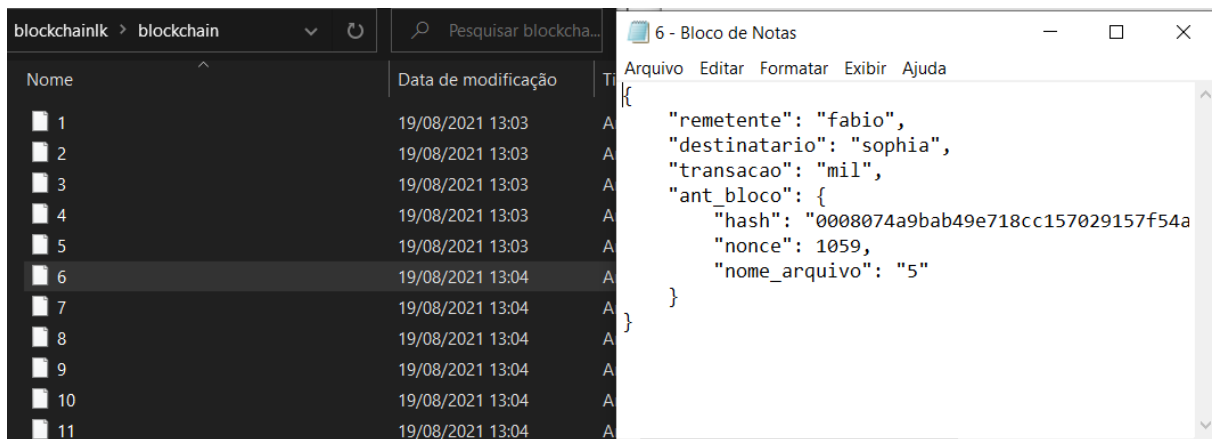 blockchainlk > blockchain
Pesquisar blockcha...
Nome
Data de modificação
1 19/08/2021 13:03
2 19/08/2021 13:03
3 19/08/2021 13:03
4 19/08/2021 13:03
5 19/08/2021 13:03
6 19/08/2021 13:04
7 19/08/2021 13:04
8 19/08/2021 13:04
9 19/08/2021 13:04
10 19/08/2021 13:04
11 19/08/2021 13:04
6 - Bloco de Notas
Arquivo Editar Formatar Exibir Ajuda
{
"remetente": "fabio",
"destinatario": "sophia",
"transacao": "mil",
"ant_bloco": {
"hash": "0008074a9bab49e718cc157029157f54a
"nonce": 1059,
"nome_arquivo": "5"
}
}